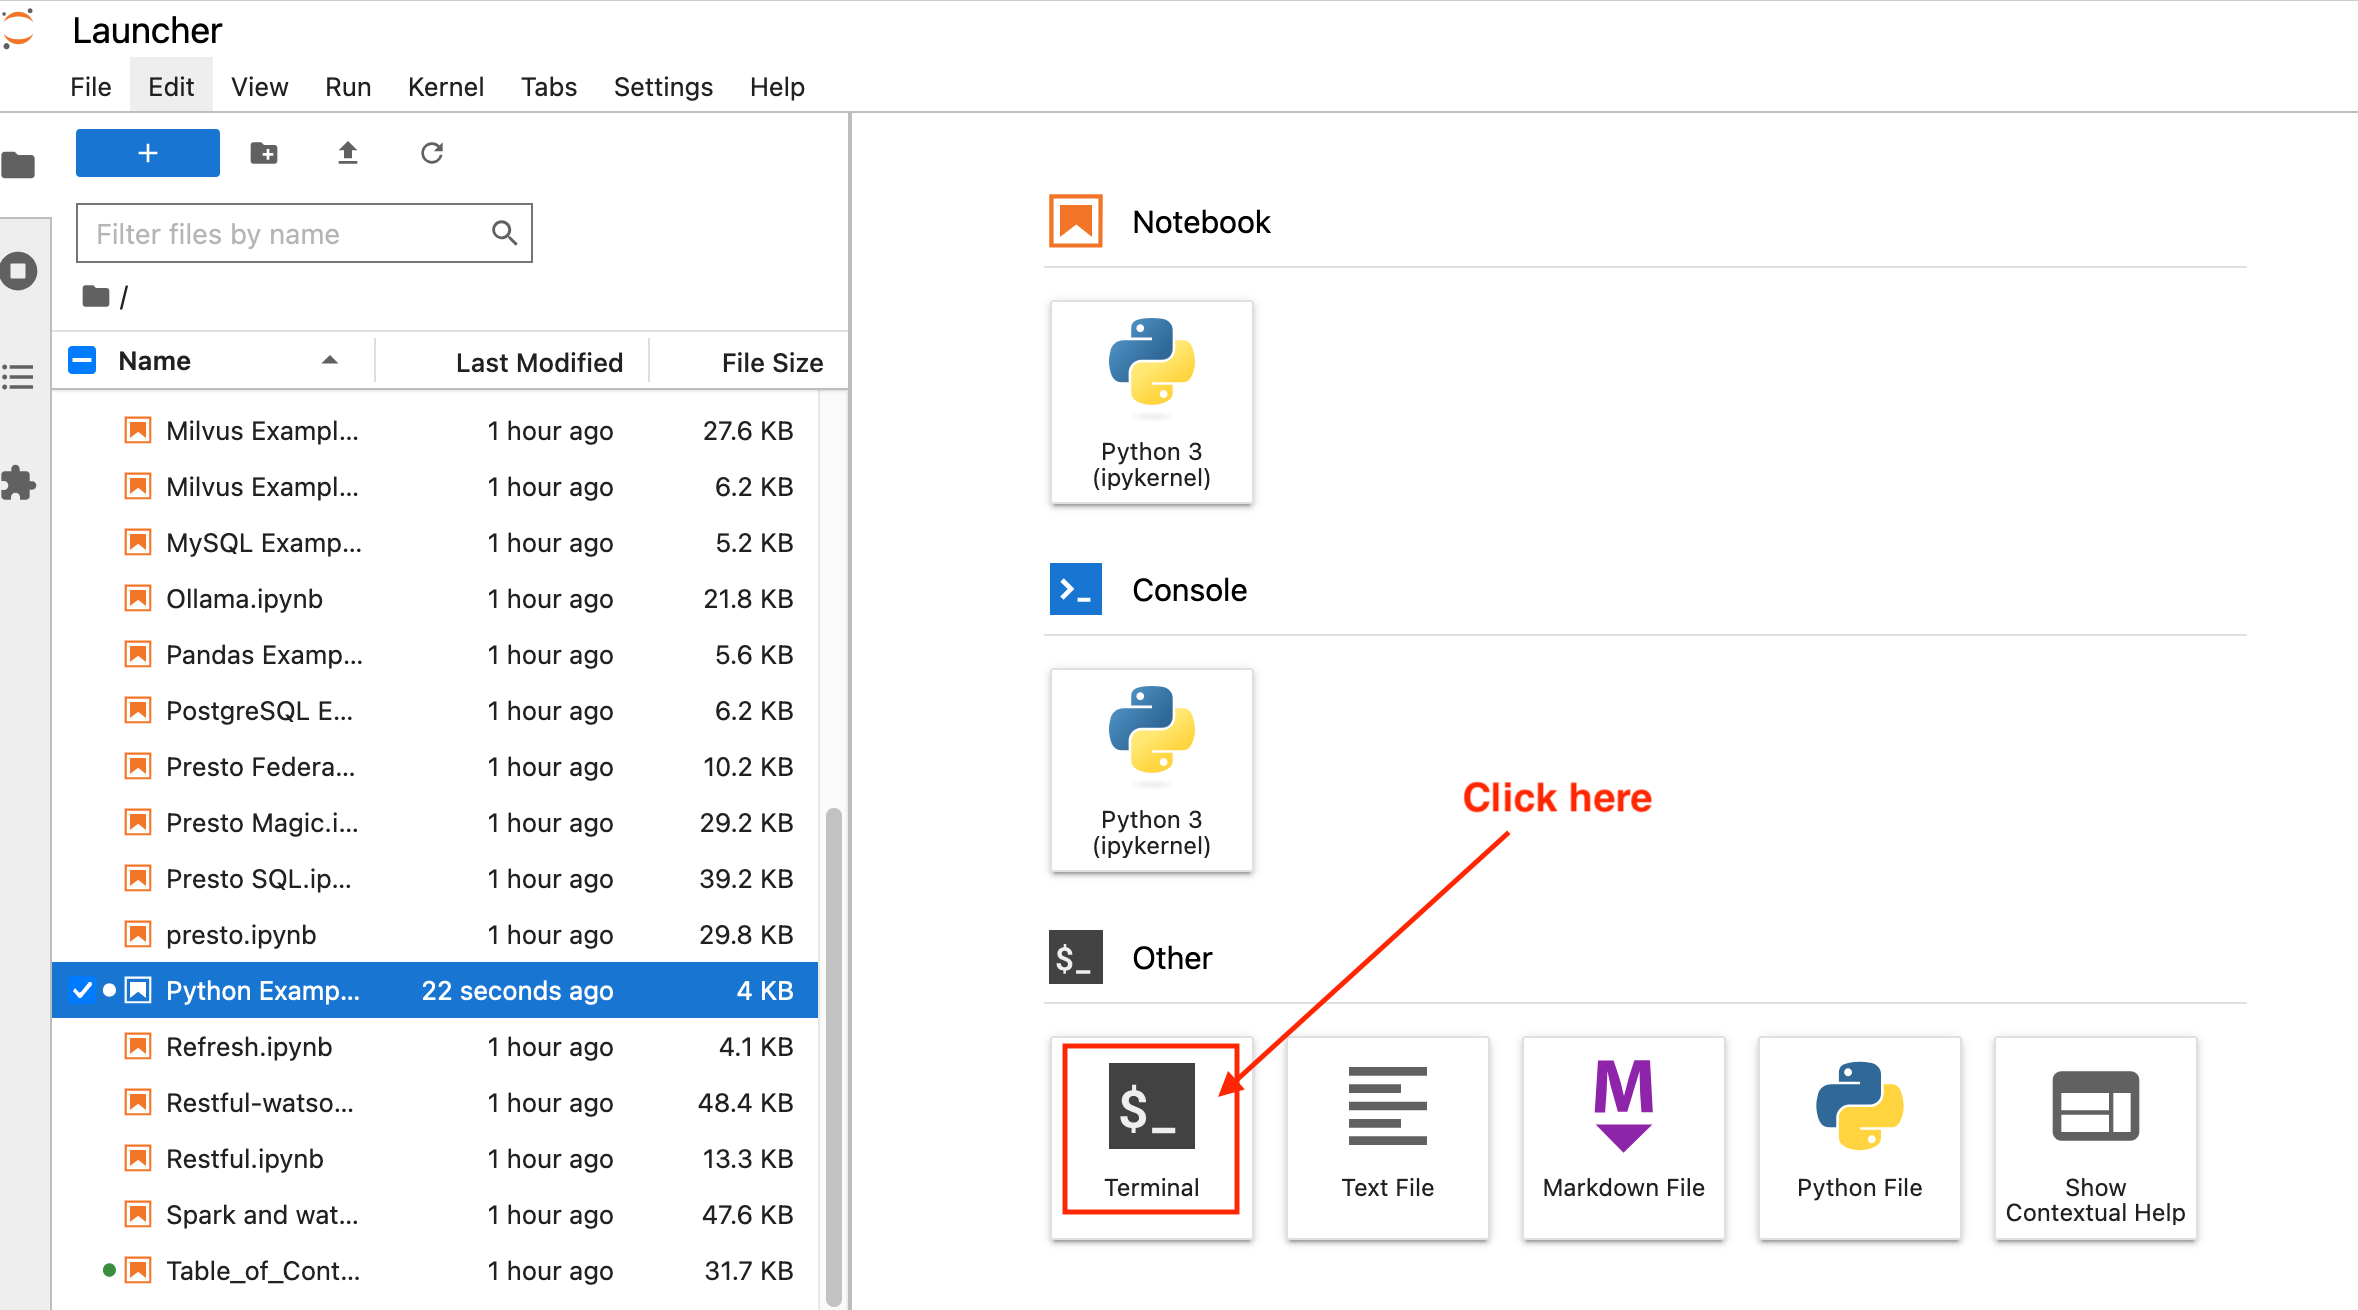 Launcher
File Edit View Run Kernel Tabs Settings Help
+
Filter files by name
/
Name Last Modified File Size
Milvus Exampl... 1 hour ago 27.6 KB
Milvus Exampl... 1 hour ago 6.2 KB
MySQL Examp... 1 hour ago 5.2 KB
Ollama.ipynb 1 hour ago 21.8 KB
Pandas Examp... 1 hour ago 5.6 KB
PostgreSQL E... 1 hour ago 6.2 KB
Presto Federa... 1 hour ago 10.2 KB
Presto Magic.i... 1 hour ago 29.2 KB
Presto SQL.ip... 1 hour ago 39.2 KB
presto.ipynb 1 hour ago 29.8 KB
Python Examp... 22 seconds ago 4 KB
Refresh.ipynb 1 hour ago 4.1 KB
Restful-watso... 1 hour ago 48.4 KB
Restful.ipynb 1 hour ago 13.3 KB
Spark and wat... 1 hour ago 47.6 KB
Table_of_Cont... 1 hour ago 31.7 KB
Notebook
Python 3
(ipykernel)
>_ Console
Python 3
(ipykernel)
Click here
$_ Other
$_
Terminal
Text File
M
Markdown File
Python File
Show
Contextual Help